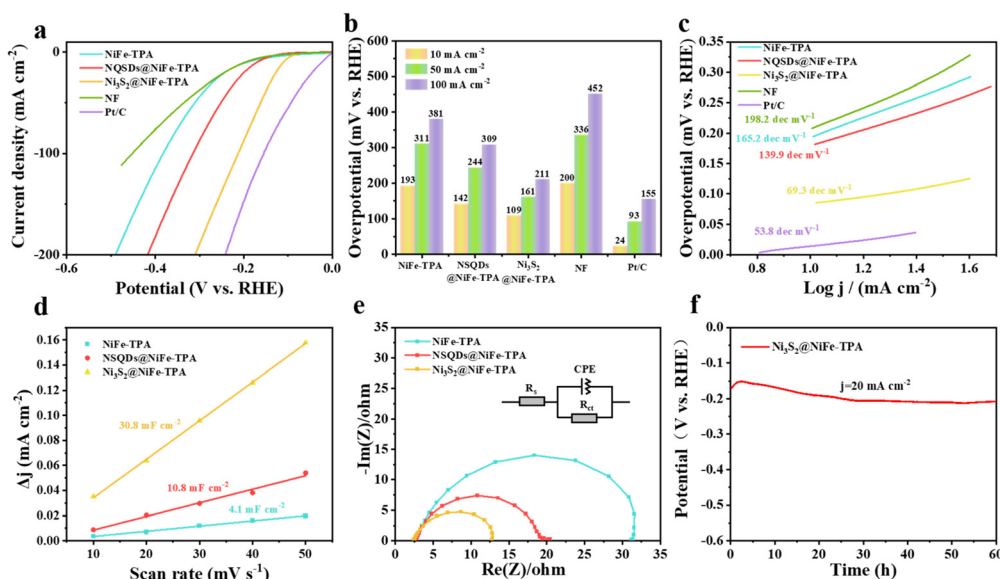 a
NiFe-TPA
NQSDs@NiFe-TPA
Ni₃S₂@NiFe-TPA
NF
Pt/C
Current density (mA cm⁻²)
0
-100
-200
-0.6
-0.4
-0.2
0.0
Potential (V vs. RHE)
b
10 mA cm⁻²
50 mA cm⁻²
100 mA cm⁻²
Overpotential (mV vs. RHE)
600
500
400
300
200
100
0
193
311
381
142
244
309
109
161
211
200
336
452
24
93
155
NiFe-TPA
NSQDs
@NiFe-TPA
Ni₃S₂
@NiFe-TPA
NF
Pt/C
c
NiFe-TPA
NQSDs@NiFe-TPA
Ni₃S₂@NiFe-TPA
NF
Pt/C
Overpotential (mV vs. RHE)
0.35
0.30
0.25
0.20
0.15
0.10
0.05
0.00
198.2 dec mV⁻¹
165.2 dec mV⁻¹
139.9 dec mV⁻¹
69.3 dec mV⁻¹
53.8 dec mV⁻¹
0.6
0.8
1.0
1.2
1.4
1.6
Log j / (mA cm⁻²)
d
NiFe-TPA
NSQDs@NiFe-TPA
Ni₃S₂@NiFe-TPA
Δj (mA cm⁻²)
0.16
0.14
0.12
0.10
0.08
0.06
0.04
0.02
0.00
30.8 mF cm⁻²
10.8 mF cm⁻²
4.1 mF cm⁻²
10
20
30
40
50
Scan rate (mV s⁻¹)
e
NiFe-TPA
NSQDs@NiFe-TPA
Ni₃S₂@NiFe-TPA
-Im(Z)/ohm
-35
30
25
20
15
10
5
0
CPE
Rs
Rct
0
5
10
15
20
25
30
35
Re(Z)/ohm
f
Ni₃S₂@NiFe-TPA
j=20 mA cm⁻²
Potential（V vs. RHE）
0.0
-0.1
-0.2
-0.3
-0.4
-0.5
-0.6
0
10
20
30
40
50
60
Time (h)